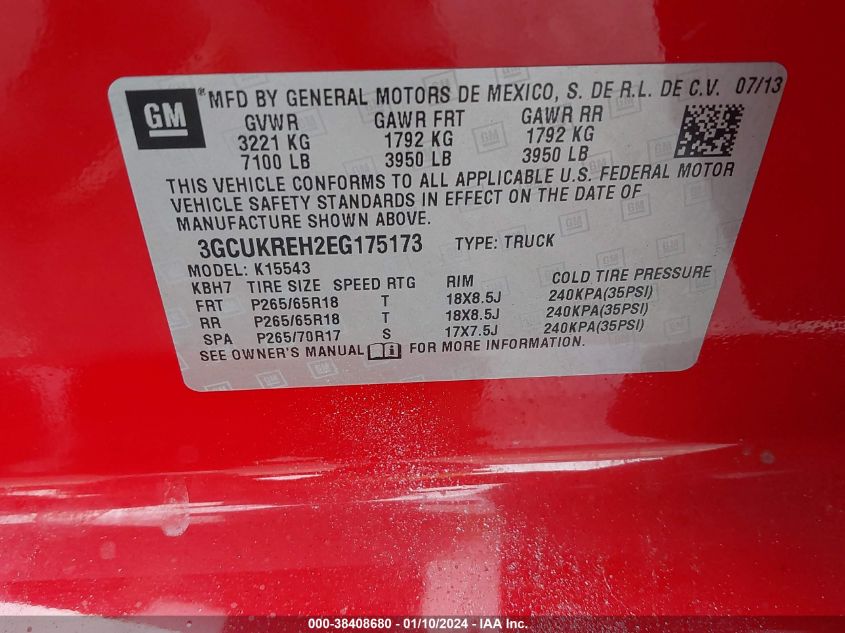 GM ® MFD BY GENERAL MOTORS DE MEXICO, S. DE R.L. DE C.V. 07/13
GVWR GAWR FRT GAWR RR
3221 KG 1792 KG 1792 KG
7100 LB 3950 LB 3950 LB
THIS VEHICLE CONFORMS TO ALL APPLICABLE U.S. FEDERAL MOTOR
VEHICLE SAFETY STANDARDS IN EFFECT ON THE DATE OF
MANUFACTURE SHOWN ABOVE.
3GCUKREH2EG175173 TYPE: TRUCK
MODEL: K15543
KBH7 TIRE SIZE SPEED RTG RIM COLD TIRE PRESSURE
FRT P265/65R18 T 18X8.5J 240KPA(35PSI)
RR P265/65R18 T 18X8.5J 240KPA(35PSI)
SPA P265/70R17 S 17X7.5J 240KPA(35PSI)
SEE OWNER'S MANUAL FOR MORE INFORMATION.
000-38408680 — 01/10/2024 — IAA Inc.